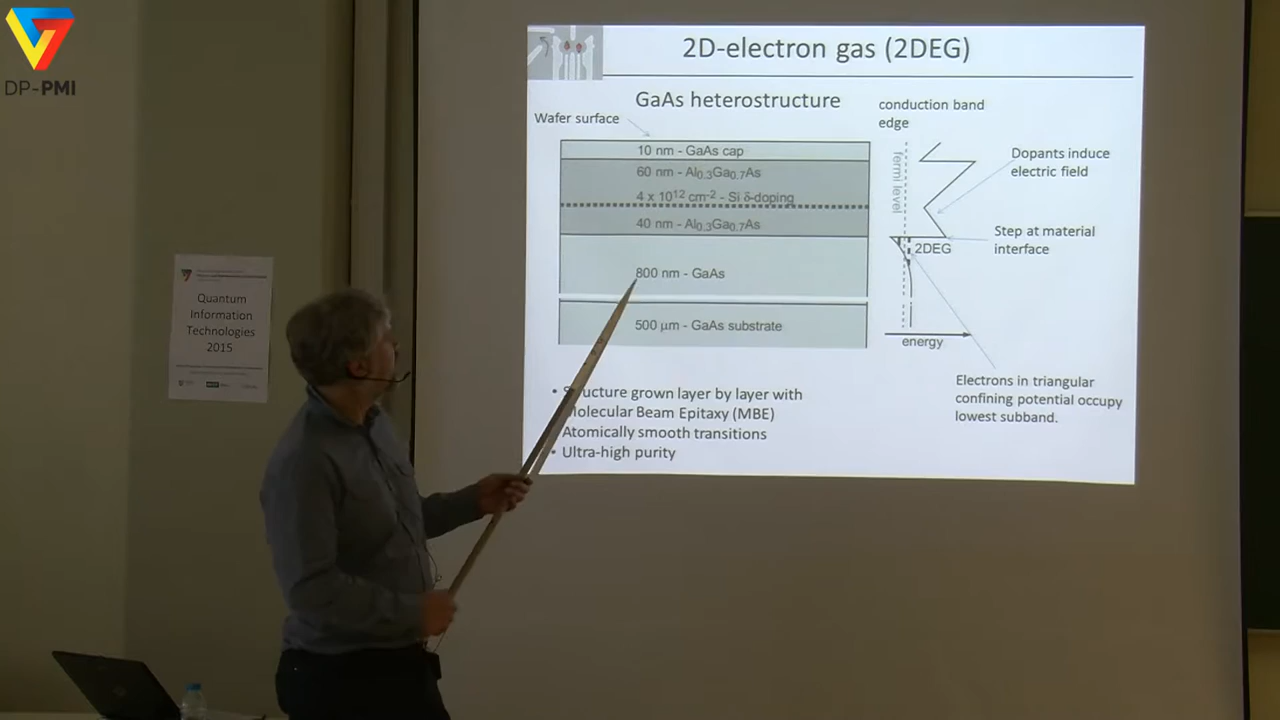 DP-PMI
2D-electron gas (2DEG)
GaAs heterostructure
Wafer surface
10 nm - GaAs cap
60 nm - Al0.3Ga0.7As
4 x 10¹² cm⁻² - Si δ-doping
40 nm - Al0.3Ga0.7As
800 nm - GaAs
500 μm - GaAs substrate
conduction band
edge
fermi level
Dopants induce
electric field
Step at material
interface
2DEG
energy
Electrons in triangular
confining potential occupy
lowest subband.
• Structure grown layer by layer with
Molecular Beam Epitaxy (MBE)
Atomically smooth transitions
• Ultra-high purity
Quantum
Information
Technologies
2015